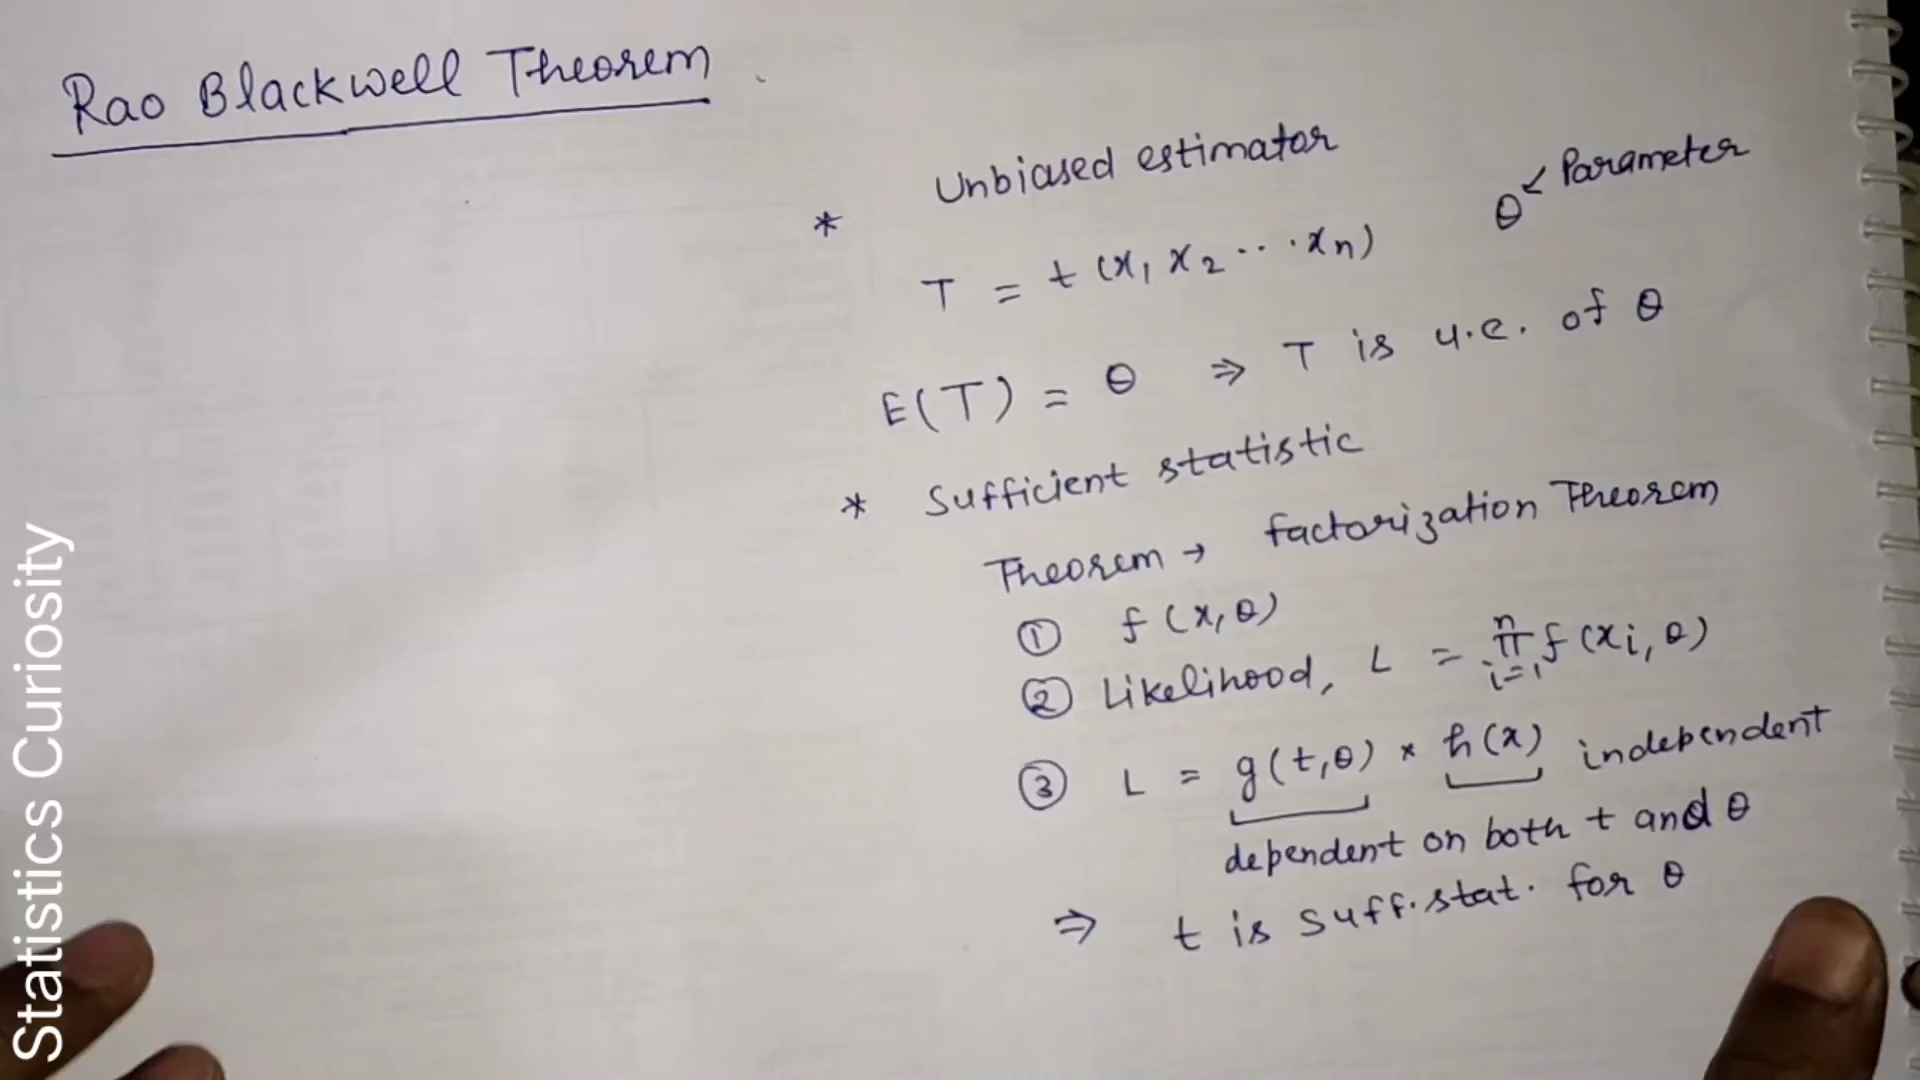 Rao Blackwell Theorem
* Unbiased estimator
θ ← Parameter
T = t(x₁ x₂ ... xₙ)
E(T) = θ ⇒ T is u.e. of θ
* Sufficient statistic
Theorem → factorization Theorem
① f(x,θ)
② Likelihood, L = π i=1 n f(xi,θ)
③ L = g(t,θ) * h(x) independent
dependent on both t and θ
⇒ t is suff. stat. for θ
Statistics Curiosity